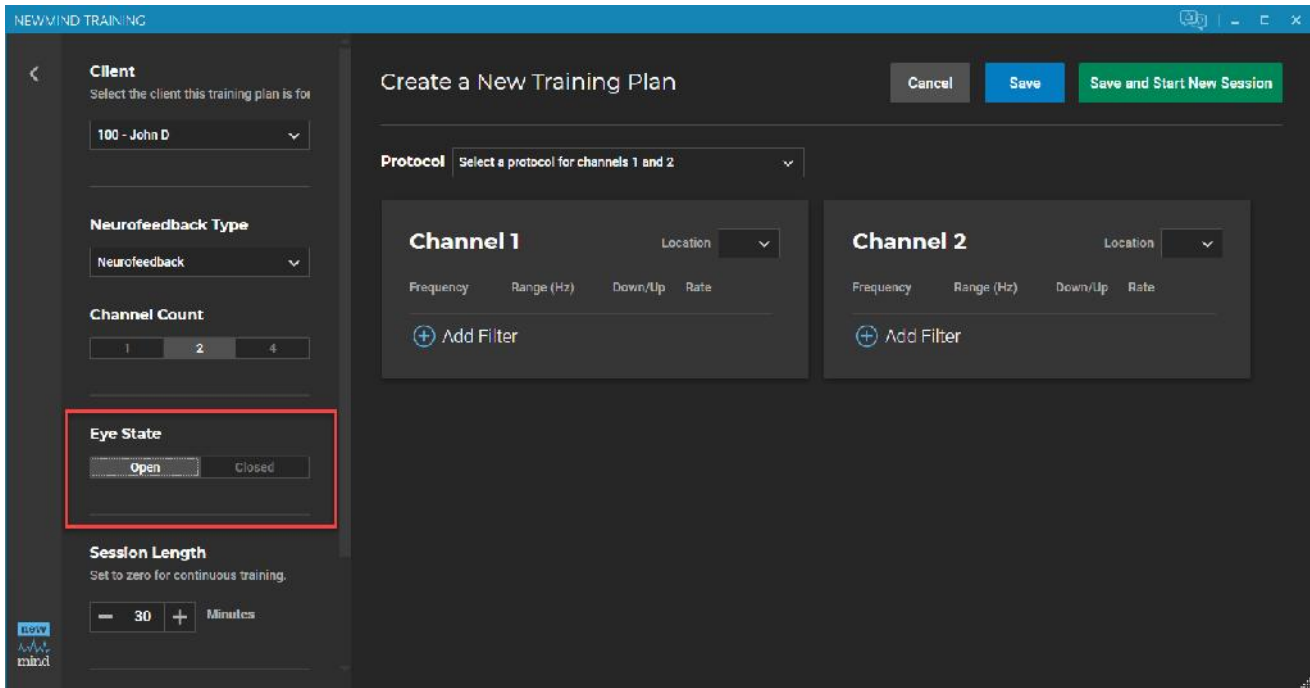 NEWMIND TRAINING
Client
Select the client this training plan is for
100 - John D
Neurofeedback Type
Neurofeedback
Channel Count
1 2 4
Eye State
Open Closed
Session Length
Set to zero for continuous training.
30 Minutes
new
mind
Create a New Training Plan
Cancel Save Save and Start New Session
Protocol Select a protocol for channels 1 and 2
Channel 1 Location
Frequency Range (Hz) Down/Up Rate
Add Filter
Channel 2 Location
Frequency Range (Hz) Down/Up Rate
Add Filter